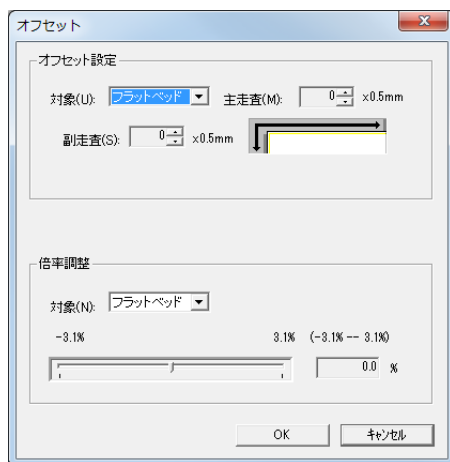 オフセット
オフセット設定
対象(U): フラットベッド 主走査(M): 0 x0.5mm
副走査(S): 0 x0.5mm
倍率調整
対象(N): フラットベッド
-3.1% 3.1% (-3.1% -- 3.1%)
0.0 %
OK キャンセル